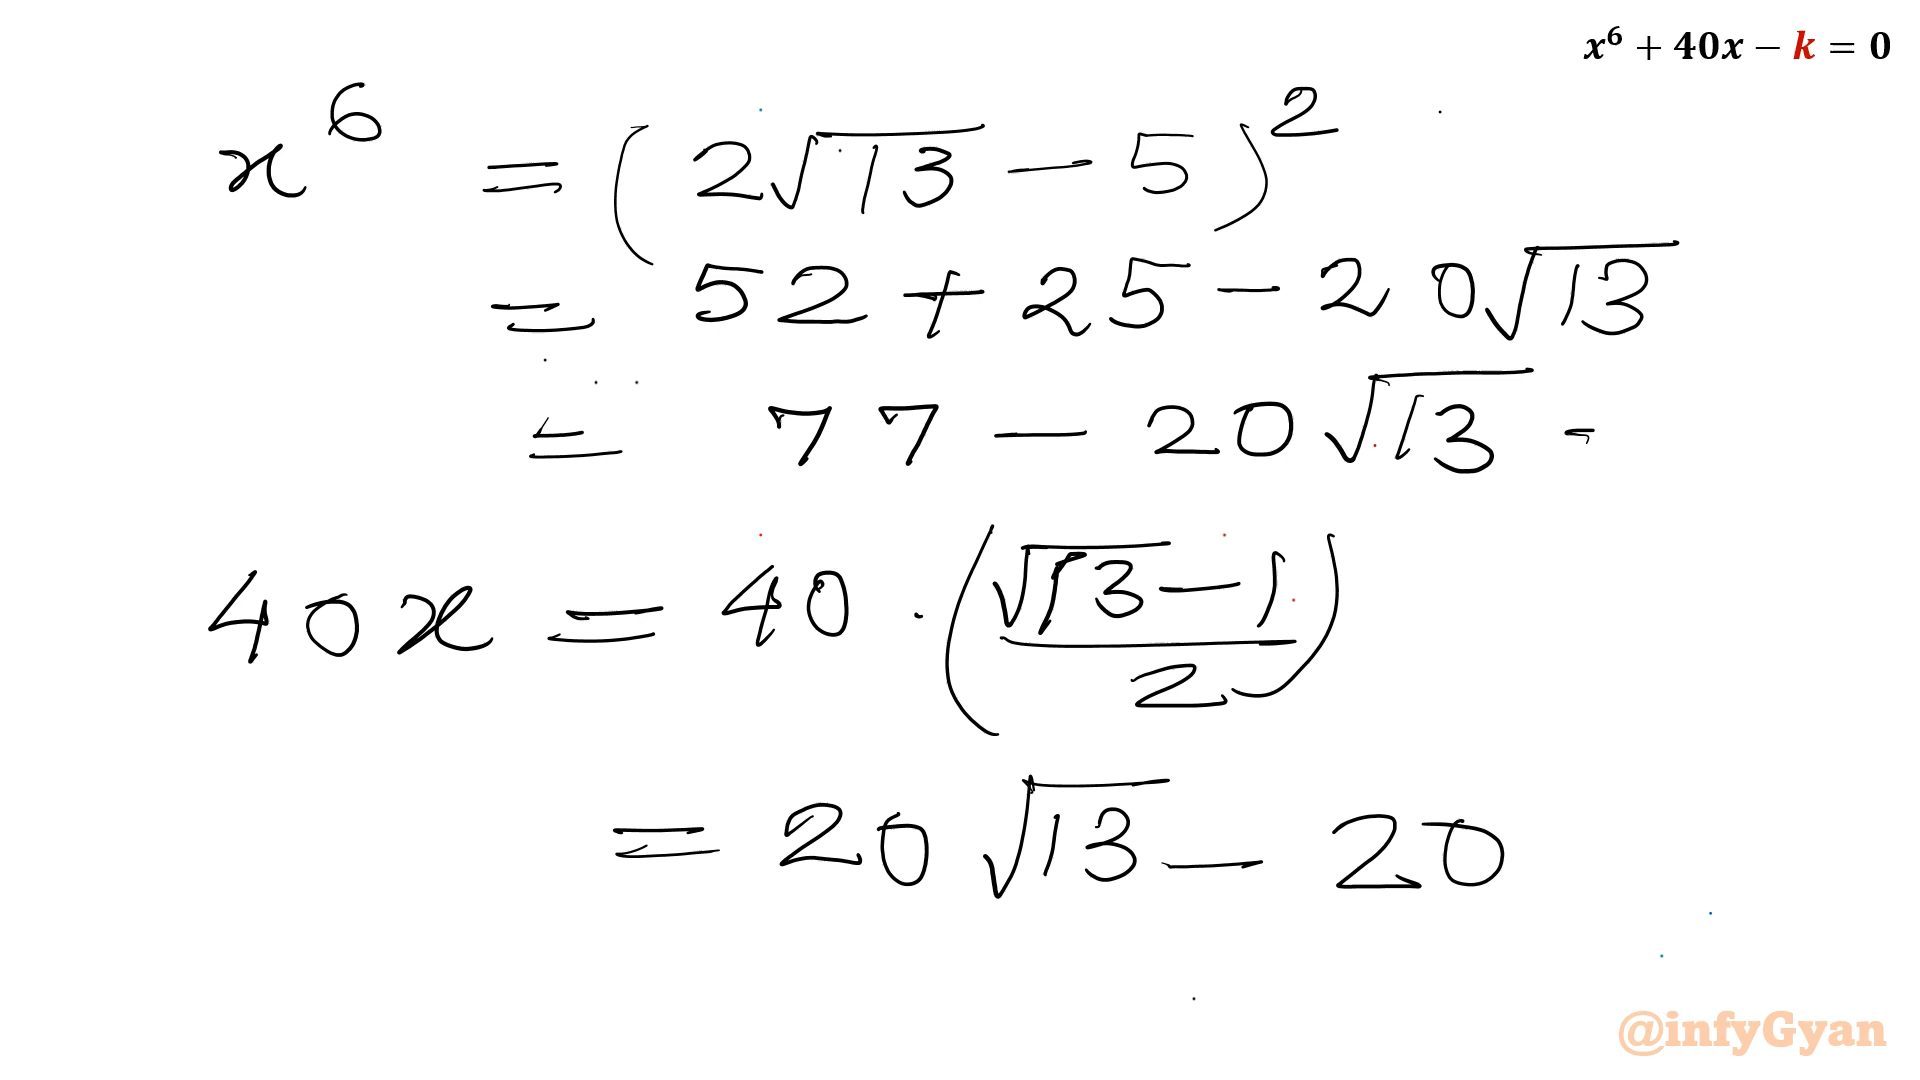 x⁶ + 40x − k = 0
x⁶ = (2√13 − 5)²
= 52 + 25 − 20√13
= 77 − 20√13 -
40x = 40 · (√13 − 1 / 2)
= 20√13 − 20
@infyGyan